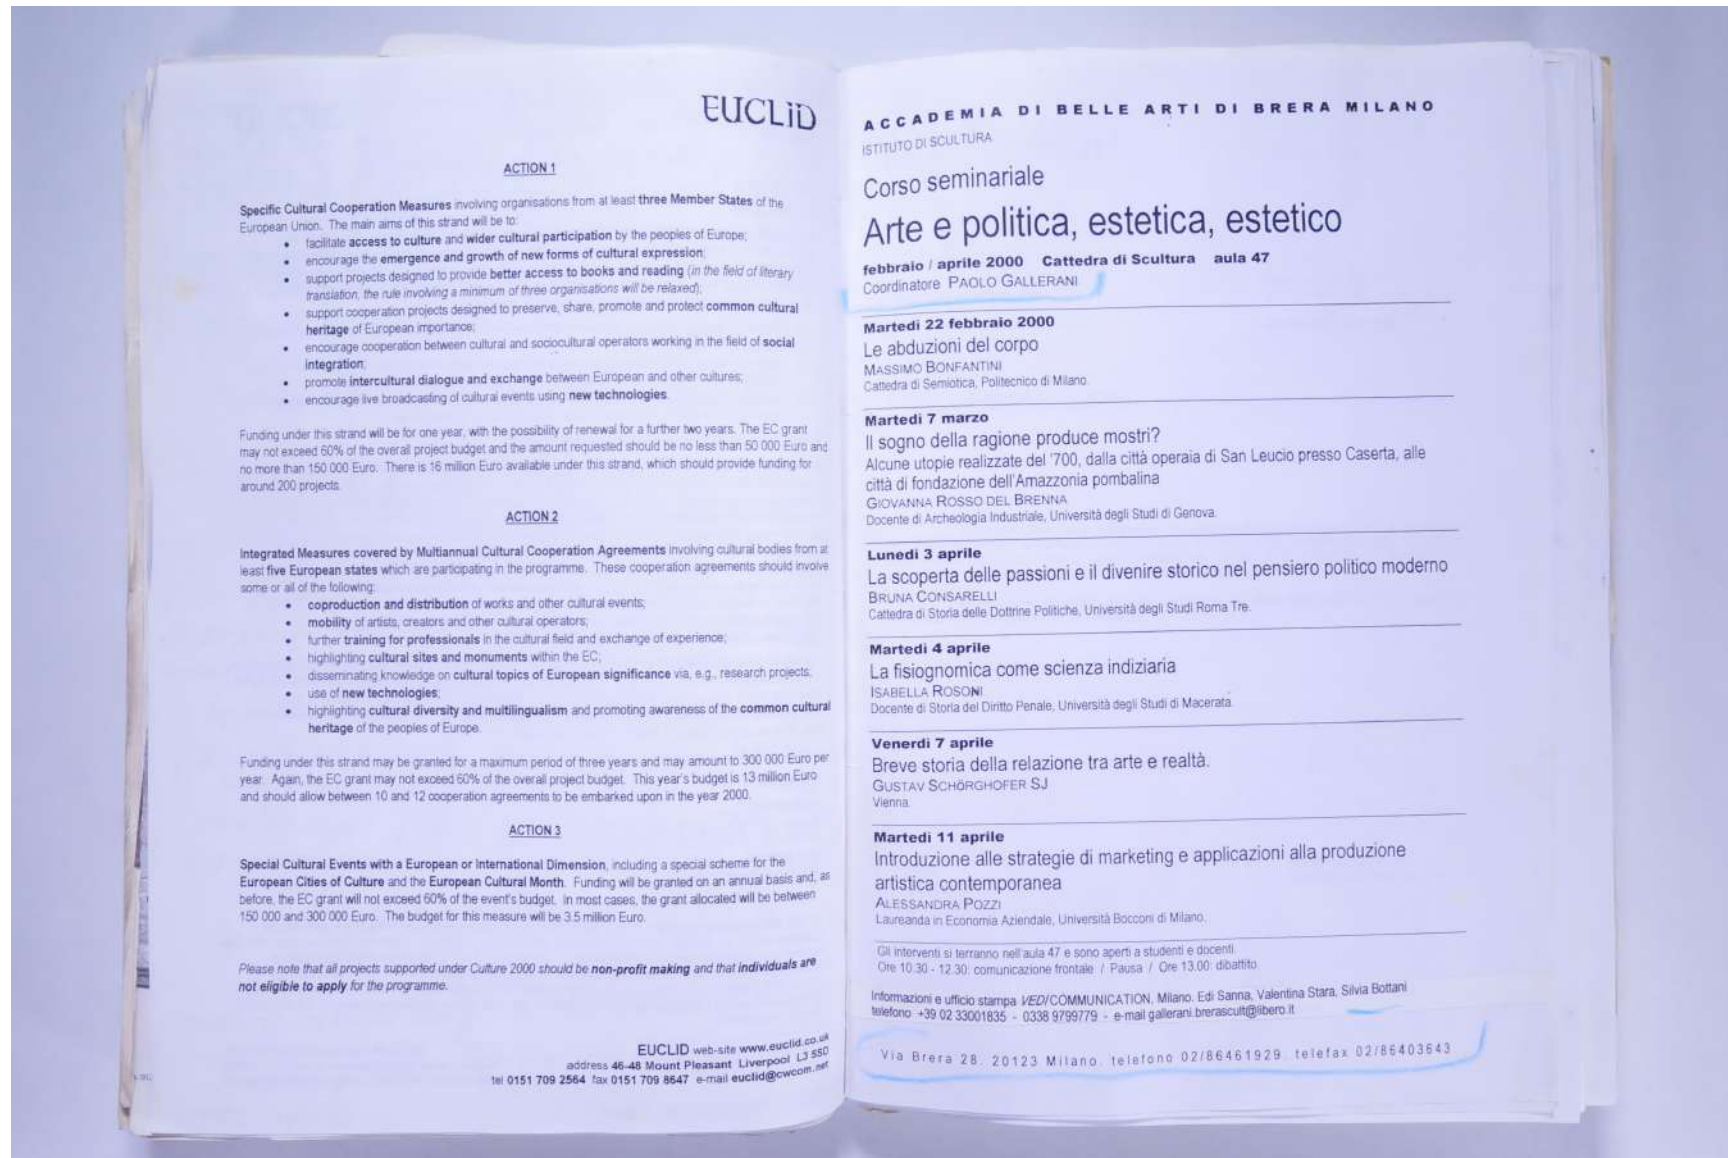 EUCLiD
ACTION 1
Specific Cultural Cooperation Measures involving organisations from at least three Member States of the
European Union. The main aims of this strand will be to:
• facilitate access to culture and wider cultural participation by the peoples of Europe;
• encourage the emergence and growth of new forms of cultural expression;
• support projects designed to provide better access to books and reading (in the field of literary
translation, the rule involving a minimum of three organisations will be relaxed);
• support cooperation projects designed to preserve, share, promote and protect common cultural
heritage of European importance;
• encourage cooperation between cultural and sociocultural operators working in the field of social
integration;
• promote intercultural dialogue and exchange between European and other cultures;
• encourage live broadcasting of cultural events using new technologies.
Funding under this strand will be for one year, with the possibility of renewal for a further two years. The EC grant
may not exceed 60% of the overall project budget and the amount requested should be no less than 50 000 Euro and
no more than 150 000 Euro. There is 16 million Euro available under this strand, which should provide funding for
around 200 projects.
ACTION 2
Integrated Measures covered by Multiannual Cultural Cooperation Agreements involving cultural bodies from at
least five European states which are participating in the programme. These cooperation agreements should involve
some or all of the following:
• coproduction and distribution of works and other cultural events;
• mobility of artists, creators and other cultural operators;
• further training for professionals in the cultural field and exchange of experience;
• highlighting cultural sites and monuments within the EC;
• disseminating knowledge on cultural topics of European significance via, e.g., research projects;
• use of new technologies;
• highlighting cultural diversity and multilingualism and promoting awareness of the common cultural
heritage of the peoples of Europe.
Funding under this strand may be granted for a maximum period of three years and may amount to 300 000 Euro per
year. Again, the EC grant may not exceed 60% of the overall project budget. This year's budget is 13 million Euro
and should allow between 10 and 12 cooperation agreements to be embarked upon in the year 2000.
ACTION 3
Special Cultural Events with a European or International Dimension, including a special scheme for the
European Cities of Culture and the European Cultural Month. Funding will be granted on an annual basis and, as
before, the EC grant will not exceed 60% of the event's budget. In most cases, the grant allocated will be between
150 000 and 300 000 Euro. The budget for this measure will be 3.5 million Euro.
Please note that all projects supported under Culture 2000 should be non-profit making and that individuals are
not eligible to apply for the programme.
EUCLID web-site www.euclid.co.uk
address 46-48 Mount Pleasant Liverpool L3 5SD
tel 0151 709 2564 fax 0151 709 8647 e-mail euclid@cwcom.net
ACCADEMIA DI BELLE ARTI DI BRERA MILANO
ISTITUTO DI SCULTURA
Corso seminariale
Arte e politica, estetica, estetico
febbraio / aprile 2000 Cattedra di Scultura aula 47
Coordinatore PAOLO GALLERANI
Martedì 22 febbraio 2000
Le abduzioni del corpo
MASSIMO BONFANTINI
Cattedra di Semiotica, Politecnico di Milano.
Martedì 7 marzo
Il sogno della ragione produce mostri?
Alcune utopie realizzate del '700, dalla città operaia di San Leucio presso Caserta, alle
città di fondazione dell'Amazzonia pombalina
GIOVANNA ROSSO DEL BRENNA
Docente di Archeologia Industriale, Università degli Studi di Genova.
Lunedì 3 aprile
La scoperta delle passioni e il divenire storico nel pensiero politico moderno
BRUNA CONSARELLI
Cattedra di Storia delle Dottrine Politiche, Università degli Studi Roma Tre.
Martedì 4 aprile
La fisiognomica come scienza indiziaria
ISABELLA ROSONI
Docente di Storia del Diritto Penale, Università degli Studi di Macerata.
Venerdì 7 aprile
Breve storia della relazione tra arte e realtà.
GUSTAV SCHÖRGHOFER SJ
Vienna.
Martedì 11 aprile
Introduzione alle strategie di marketing e applicazioni alla produzione
artistica contemporanea
ALESSANDRA POZZI
Laureanda in Economia Aziendale, Università Bocconi di Milano.
Gli interventi si terranno nell'aula 47 e sono aperti a studenti e docenti.
Ore 10.30 - 12.30: comunicazione frontale / Pausa / Ore 13.00: dibattito
Informazioni e ufficio stampa VED/COMMUNICATION, Milano. Edi Sanna, Valentina Stara, Silvia Bottani
telefono +39 02 33001835 - 0338 9799779 - e-mail gallerani.brerascult@libero.it
Via Brera 28. 20123 Milano. telefono 02/86461929 telefax 02/86403643